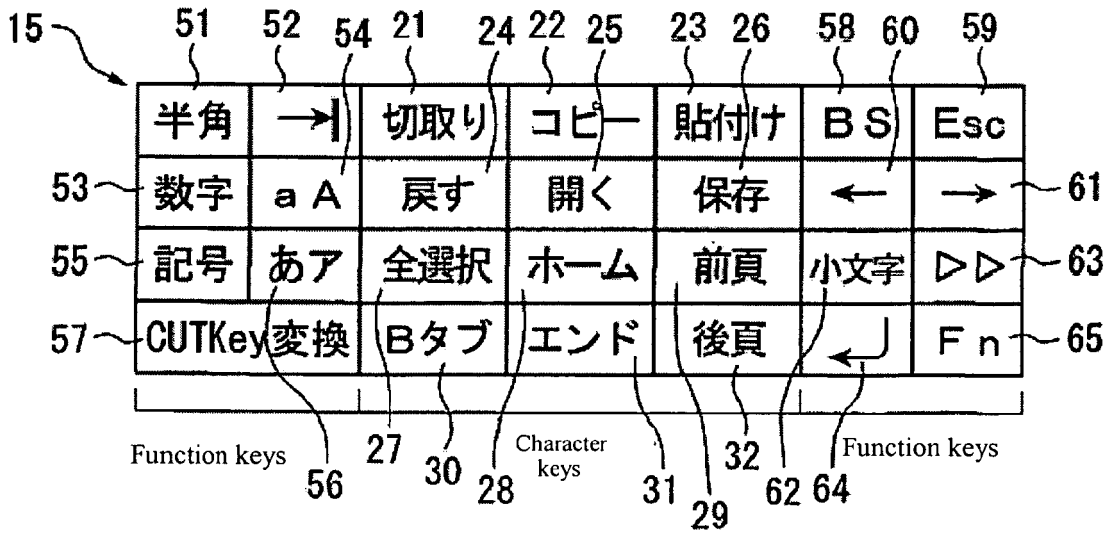 15 51 52 54 21 24 22 25 23 26 58 60 59
半角 →| 切取り コピー 貼付け BS Esc
53 数字 aA 戻す 開く 保存 ← → 61
55 記号 あア 全選択 ホーム 前頁 小文字 ▷▷ 63
57 CUTKey変換 Bタブ エンド 後頁 ↵ Fn 65
Function keys 56 27 30 28 Character keys 31 29 32 62 64 Function keys